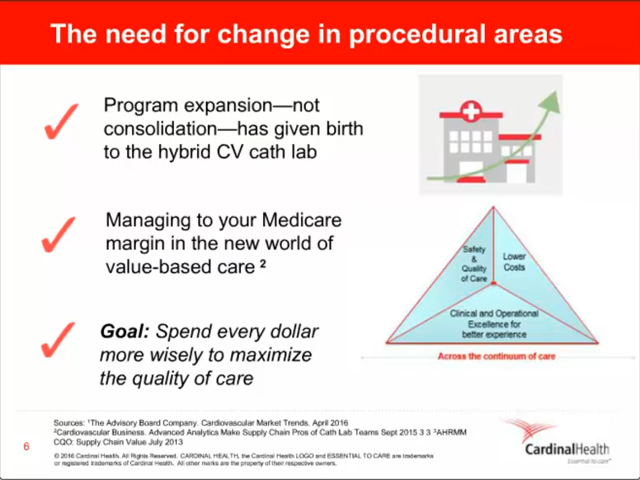 The need for change in procedural areas
✓ Program expansion—not
consolidation—has given birth
to the hybrid CV cath lab
✓ Managing to your Medicare
margin in the new world of
value-based care ²
✓ Goal: Spend every dollar
more wisely to maximize
the quality of care
Safety
&
Quality
of Care
Lower
Costs
Clinical and Operational
Excellence for
better experience
Across the continuum of care
Sources: ¹The Advisory Board Company. Cardiovascular Market Trends. April 2016
²Cardiovascular Business. Advanced Analytics Make Supply Chain Pros of Cath Lab Teams Sept 2015 3 3 ³AHRMM
CQO: Supply Chain Value July 2013
© 2016 Cardinal Health. All Rights Reserved. CARDINAL HEALTH, the Cardinal Health LOGO and ESSENTIAL TO CARE are trademarks
or registered trademarks of Cardinal Health. All other marks are the property of their respective owners.
6
CardinalHealth
Essential to care™